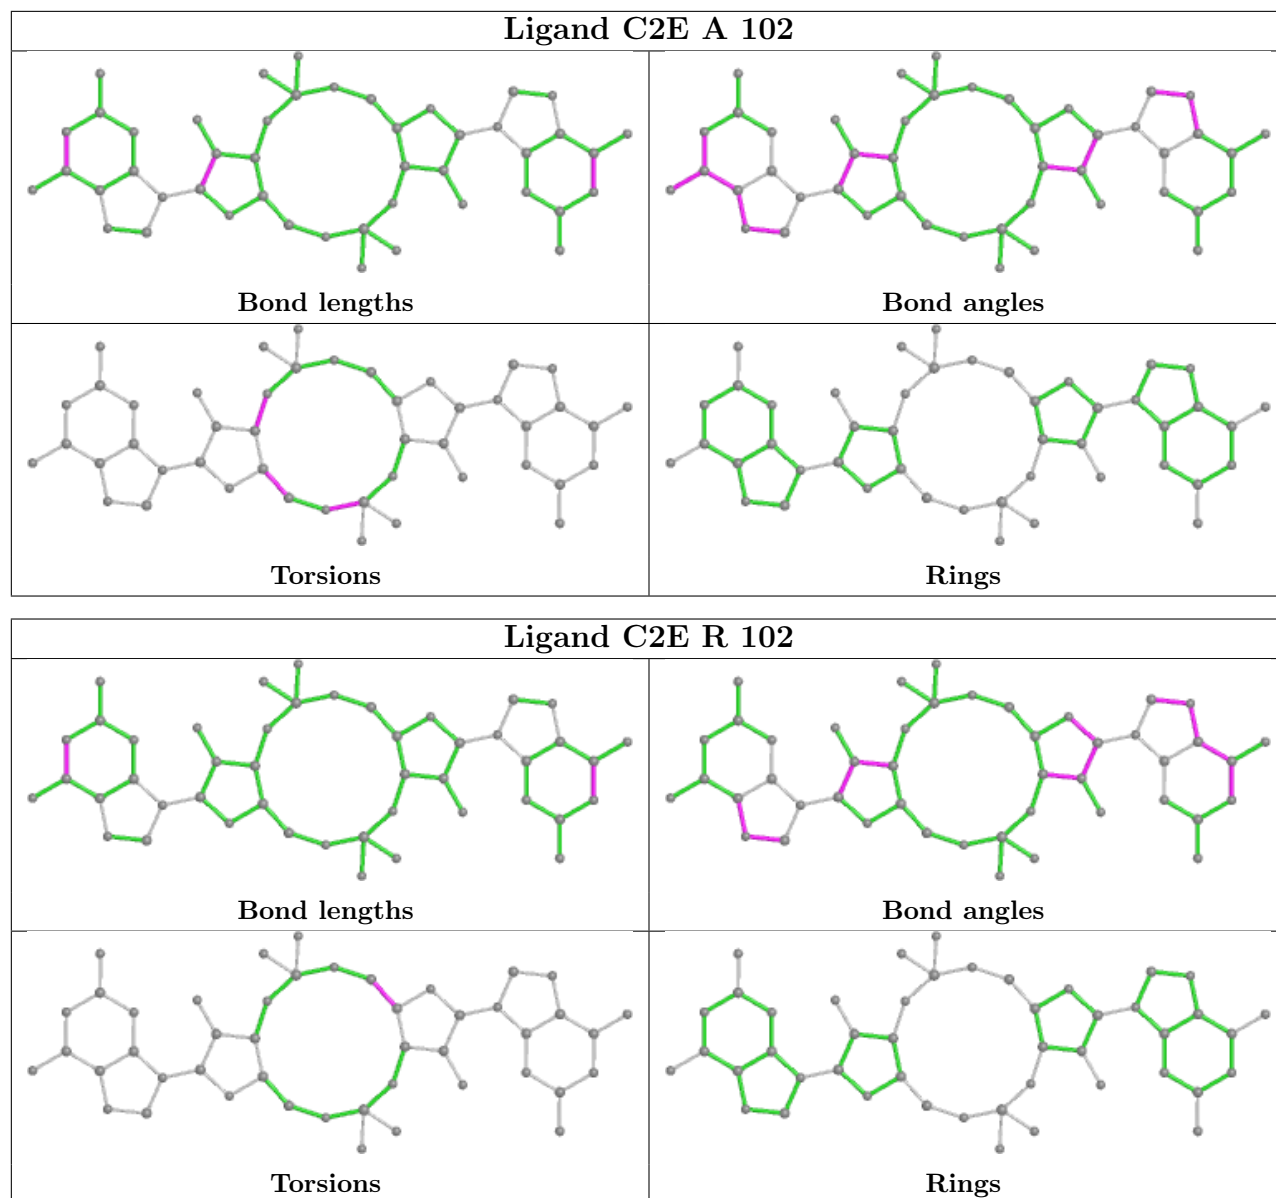 Ligand C2E A 102
Bond lengths
Bond angles
Torsions
Rings
Ligand C2E R 102
Bond lengths
Bond angles
Torsions
Rings